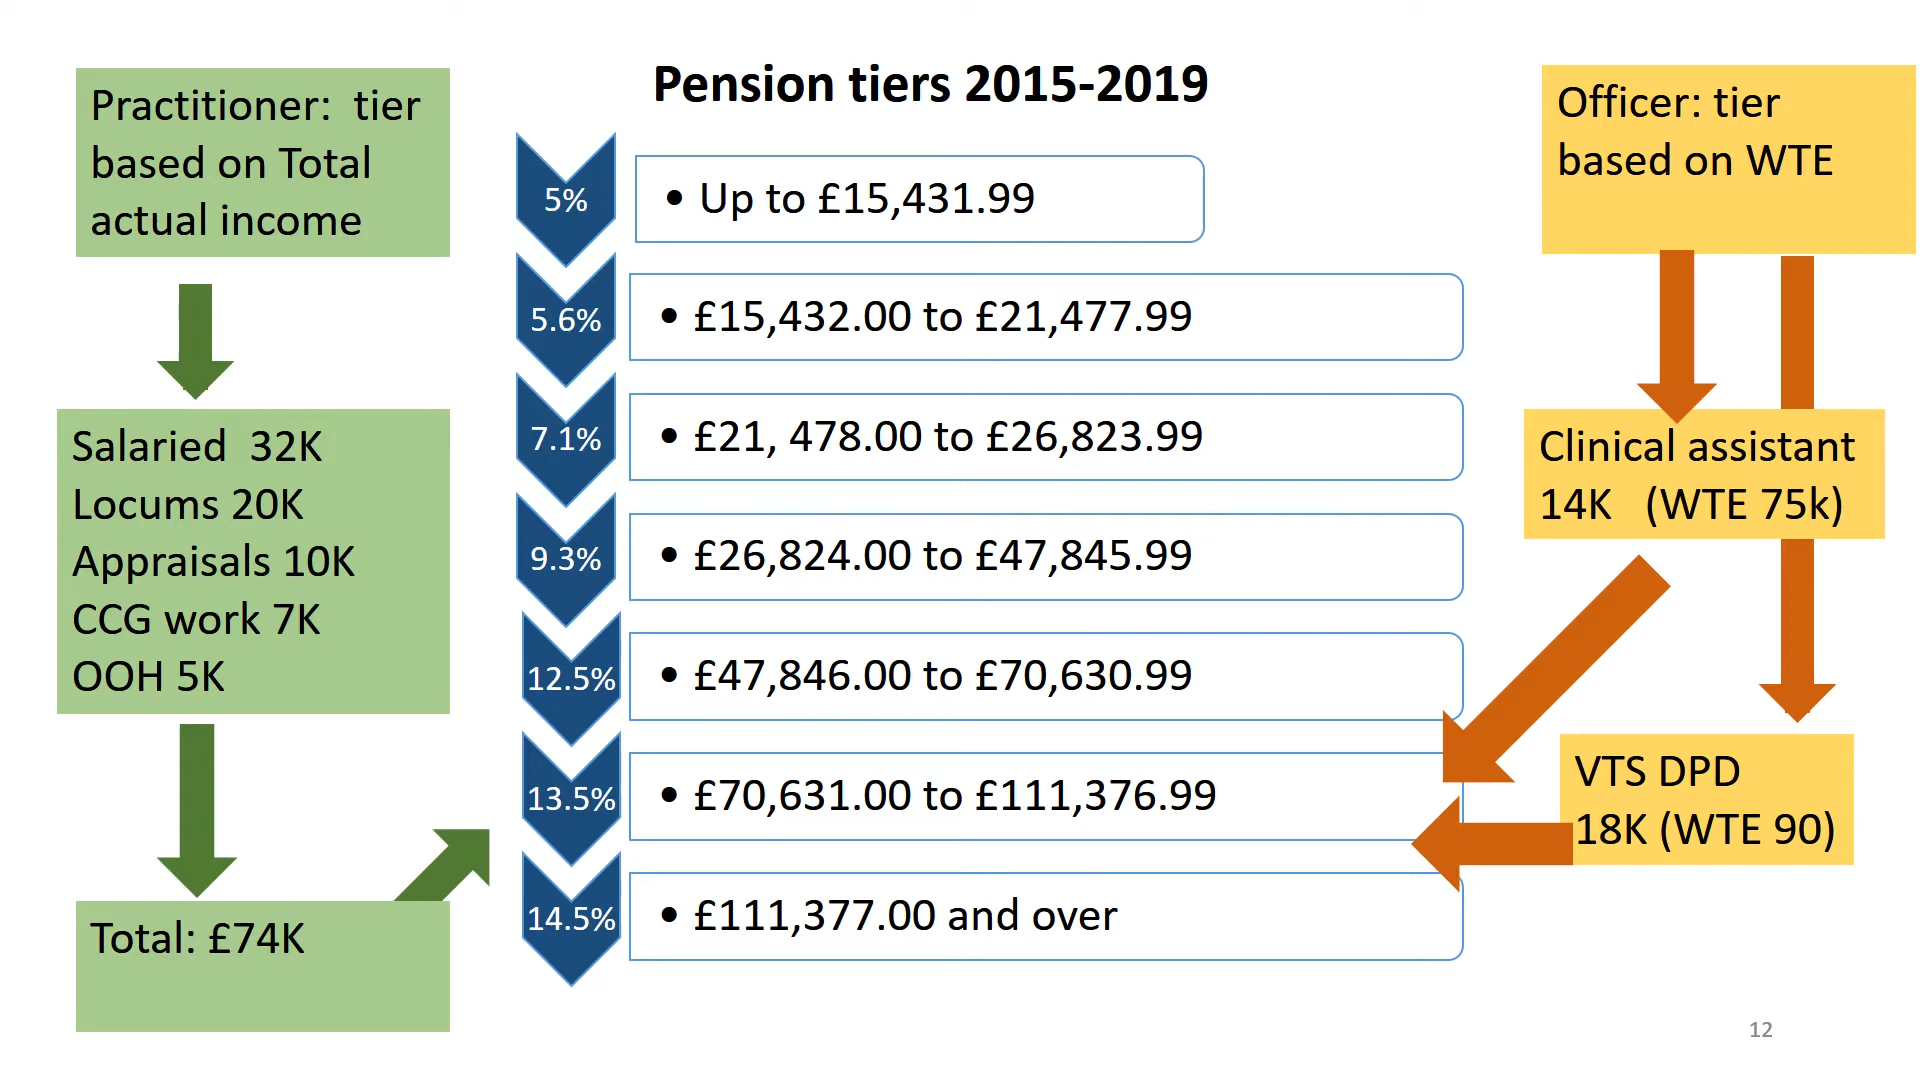 Pension tiers 2015-2019
Practitioner:  tier
based on Total
actual income
Salaried  32K
Locums 20K
Appraisals 10K
CCG work 7K
OOH 5K
Total: £74K
5%
• Up to £15,431.99
5.6%
• £15,432.00 to £21,477.99
7.1%
• £21, 478.00 to £26,823.99
9.3%
• £26,824.00 to £47,845.99
12.5%
• £47,846.00 to £70,630.99
13.5%
• £70,631.00 to £111,376.99
14.5%
• £111,377.00 and over
Officer: tier
based on WTE
Clinical assistant
14K   (WTE 75k)
VTS DPD
18K (WTE 90)
12